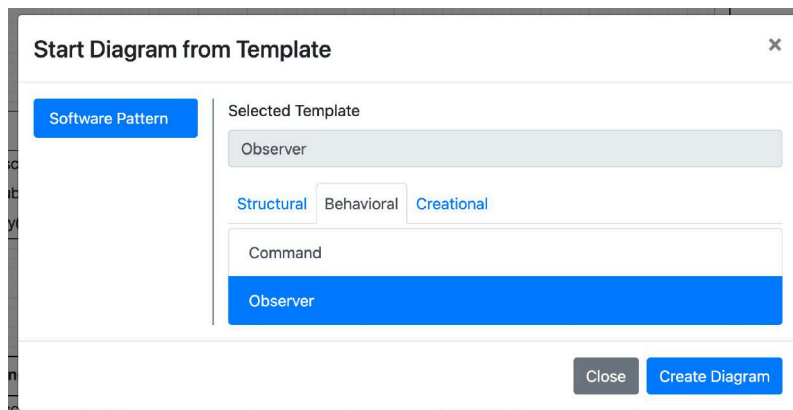 Start Diagram from Template
×
Software Pattern
Selected Template
Observer
Structural Behavioral Creational
Command
Observer
Close Create Diagram